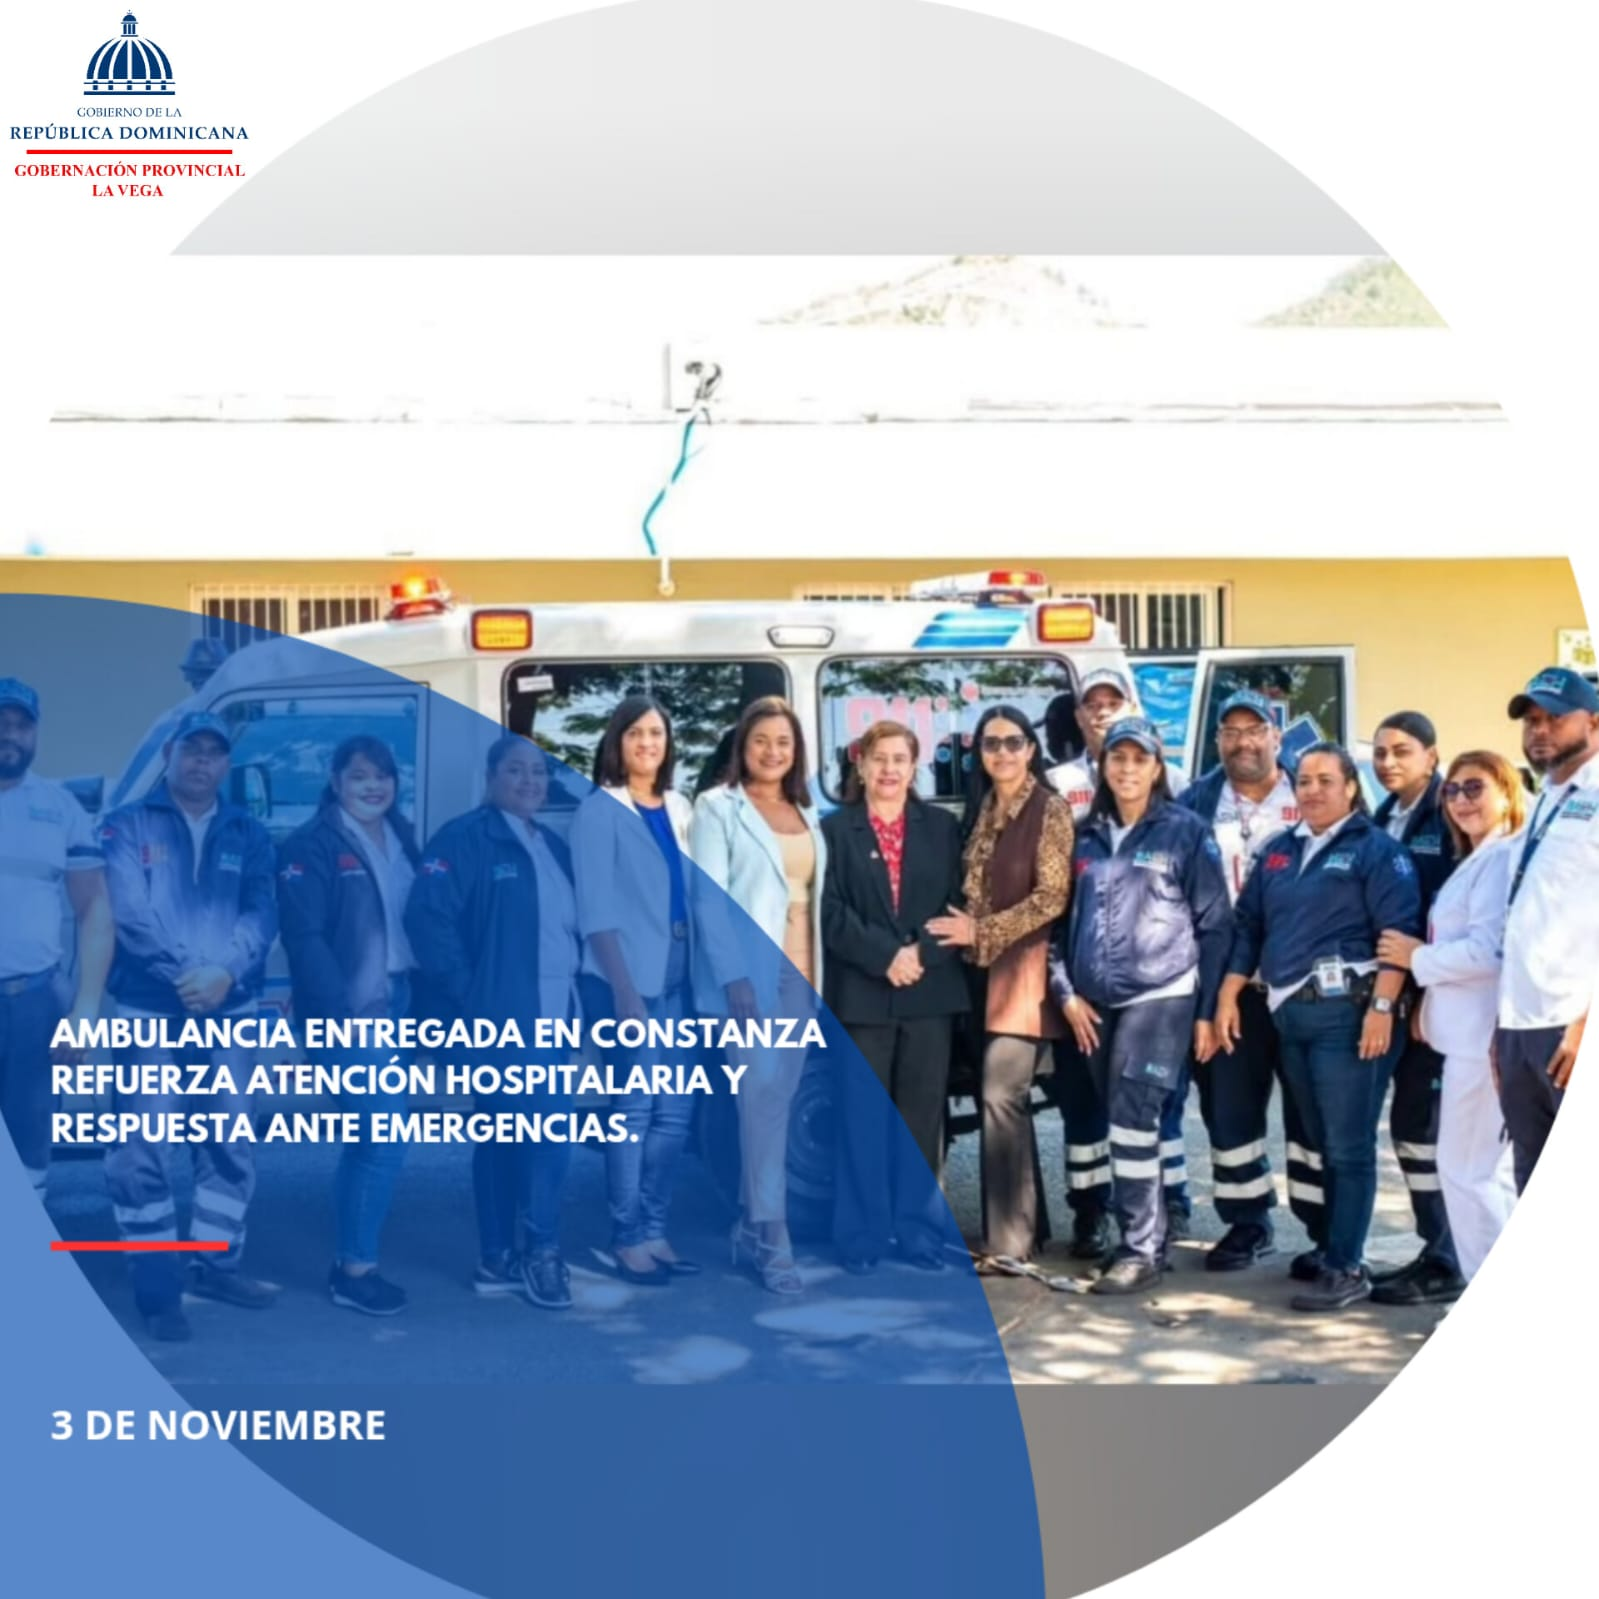 GOBIERNO DE LA
REPÚBLICA DOMINICANA
GOBERNACIÓN PROVINCIAL
LA VEGA
911
AMBULANCIA ENTREGADA EN CONSTANZA
REFUERZA ATENCIÓN HOSPITALARIA Y
RESPUESTA ANTE EMERGENCIAS.
3 DE NOVIEMBRE